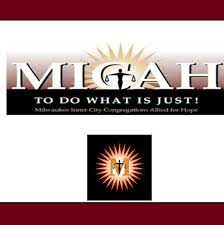 MICAH
TO DO WHAT IS JUST!
Milwaukee Inner City Congregations Allied for Hope